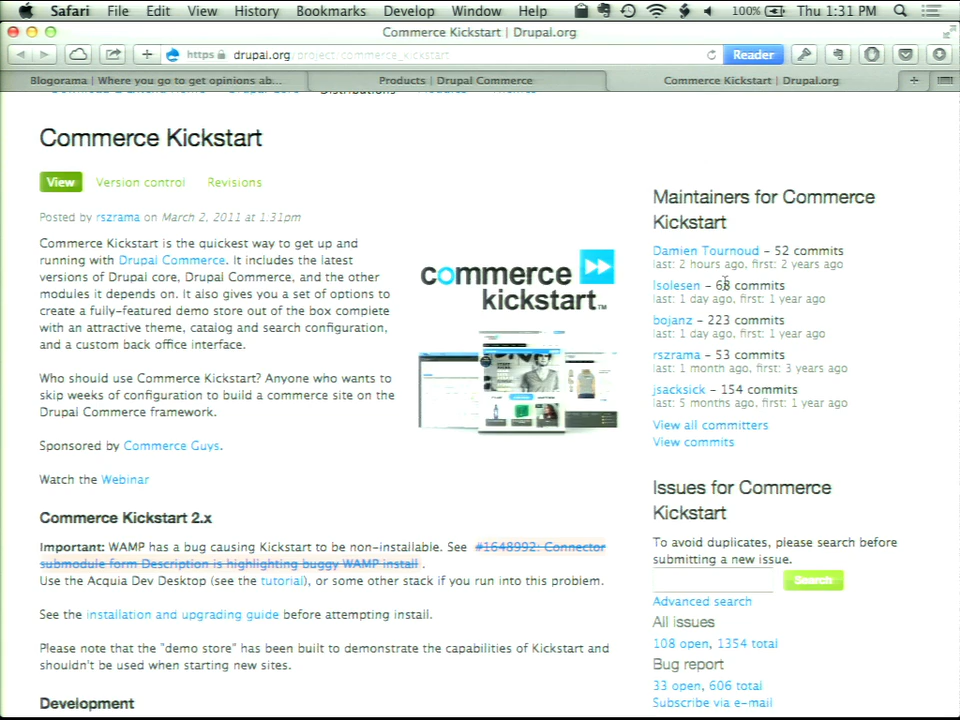 Safari File Edit View History Bookmarks Develop Window Help 100% Thu 1:31 PM
Commerce Kickstart | Drupal.org
https drupal.org/project/commerce_kickstart Reader
Blogorama | Where you go to get opinions ab... Products | Drupal Commerce Commerce Kickstart | Drupal.org
Commerce Kickstart
View Version control Revisions
Posted by rszrama on March 2, 2011 at 1:31pm
Commerce Kickstart is the quickest way to get up and
running with Drupal Commerce. It includes the latest
versions of Drupal core, Drupal Commerce, and the other
modules it depends on. It also gives you a set of options to
create a fully-featured demo store out of the box complete
with an attractive theme, catalog and search configuration,
and a custom back office interface.
Who should use Commerce Kickstart? Anyone who wants to
skip weeks of configuration to build a commerce site on the
Drupal Commerce framework.
Sponsored by Commerce Guys.
Watch the Webinar
commerce
kickstart™
Commerce Kickstart 2.x
Important: WAMP has a bug causing Kickstart to be non-installable. See #1648992: Connector
submodule form Description is highlighting buggy WAMP install .
Use the Acquia Dev Desktop (see the tutorial), or some other stack if you run into this problem.
See the installation and upgrading guide before attempting install.
Please note that the "demo store" has been built to demonstrate the capabilities of Kickstart and
shouldn't be used when starting new sites.
Development
Maintainers for Commerce
Kickstart
Damien Tournoud – 52 commits
last: 2 hours ago, first: 2 years ago
lsolesen – 68 commits
last: 1 day ago, first: 1 year ago
bojanz – 223 commits
last: 1 day ago, first: 1 year ago
rszrama – 53 commits
last: 1 month ago, first: 3 years ago
jsacksick – 154 commits
last: 5 months ago, first: 1 year ago
View all committers
View commits
Issues for Commerce
Kickstart
To avoid duplicates, please search before
submitting a new issue.
Search
Advanced search
All issues
108 open, 1354 total
Bug report
33 open, 606 total
Subscribe via e-mail